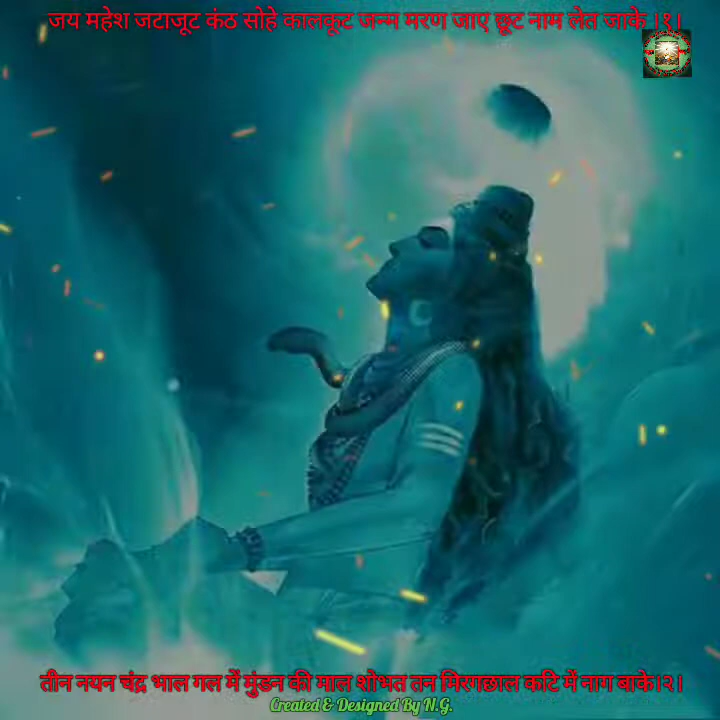 जय महेश जटाजूट कंठ सोहे कालकूट जन्म मरण जाए छूट नाम लेत जाके ।१।
तीन नयन चंद्र भाल गल में मुंडन की माल शोभत तन मिरगछाल कटि में नाग बाके।२।
Created & Designed By N.G.